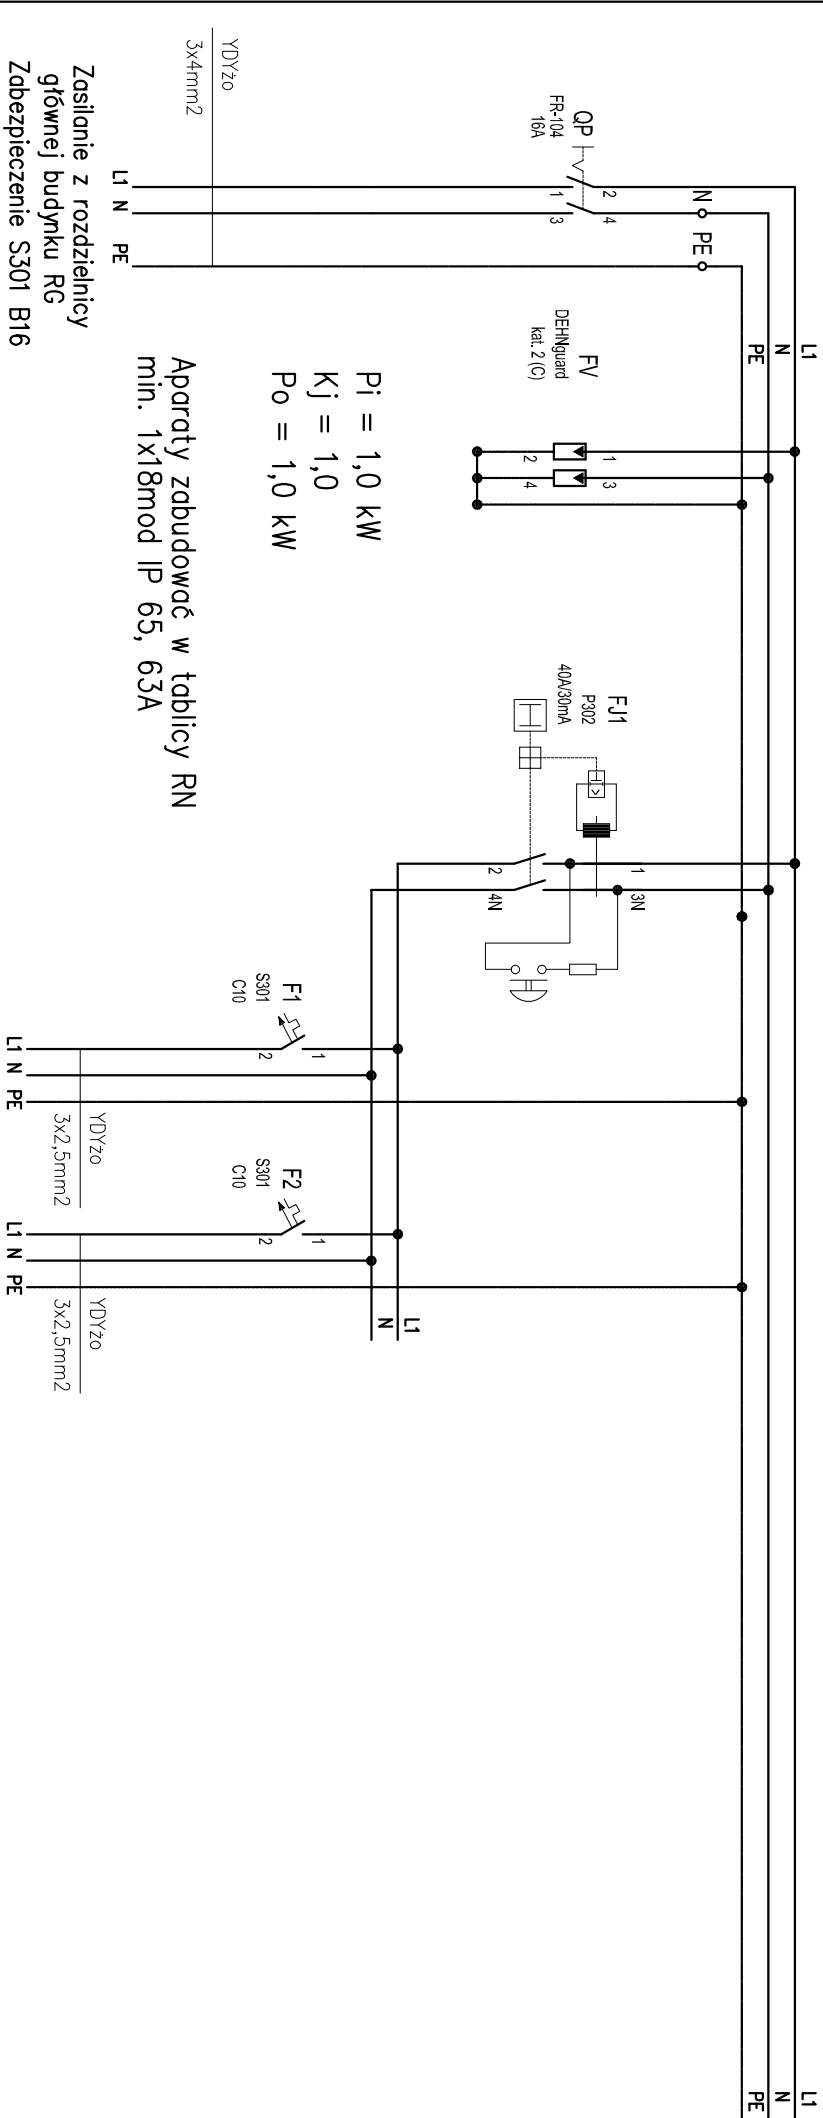 L1
N
PE
L1
N
PE
N
PE
QP
FR-104
16A
2
4
1
3
FV
DEHNguard
kat. 2 (C)
1
3
2
4
FJ1
P302
40A/30mA
1
3N
2
4N
Pi = 1,0 kW
Kj = 1,0
Po = 1,0 kW
L1
N
F1
S301
C10
1
2
F2
S301
C10
1
2
YDYżo
3x4mm2
Aparaty zabudować w tablicy RN
min. 1x18mod IP 65, 63A
L1 N PE
Zasilanie z rozdzielnicy
głównej budynku RG
Zabezpieczenie S301 B16
YDYżo
3x2,5mm2
L1 N PE
YDYżo
3x2,5mm2
L1 N PE